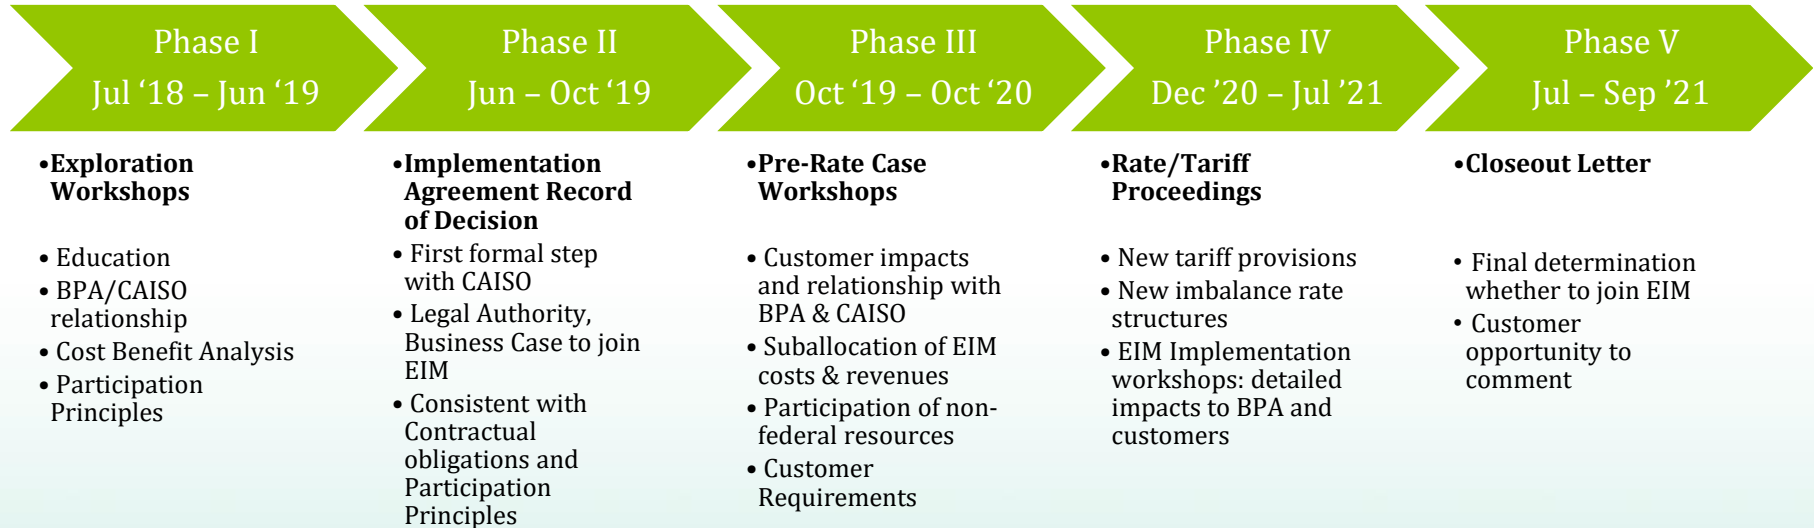 Phase I
Jul ‘18 – Jun ‘19
Phase II
Jun – Oct ‘19
Phase III
Oct ‘19 – Oct ‘20
Phase IV
Dec ’20 – Jul ’21
Phase V
Jul – Sep ’21
•Exploration
Workshops
• Education
• BPA/CAISO
relationship
• Cost Benefit Analysis
• Participation
Principles
•Implementation
Agreement Record
of Decision
• First formal step
with CAISO
• Legal Authority,
Business Case to join
EIM
• Consistent with
Contractual
obligations and
Participation
Principles
•Pre-Rate Case
Workshops
• Customer impacts
and relationship with
BPA & CAISO
• Suballocation of EIM
costs & revenues
• Participation of non-
federal resources
• Customer
Requirements
•Rate/Tariff
Proceedings
• New tariff provisions
• New imbalance rate
structures
• EIM Implementation
workshops: detailed
impacts to BPA and
customers
•Closeout Letter
• Final determination
whether to join EIM
• Customer
opportunity to
comment